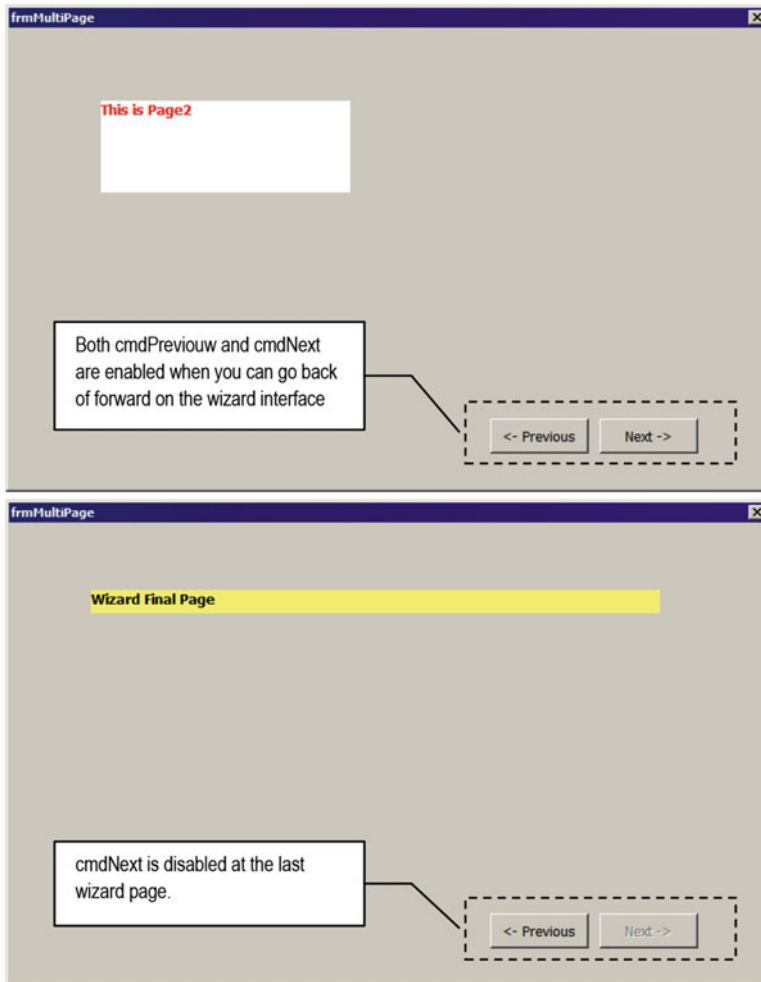 frmMultiPage
This is Page2
Both cmdPreviouw and cmdNext
are enabled when you can go back
of forward on the wizard interface
<- Previous
Next ->
frmMultiPage
Wizard Final Page
cmdNext is disabled at the last
wizard page.
<- Previous
Next ->